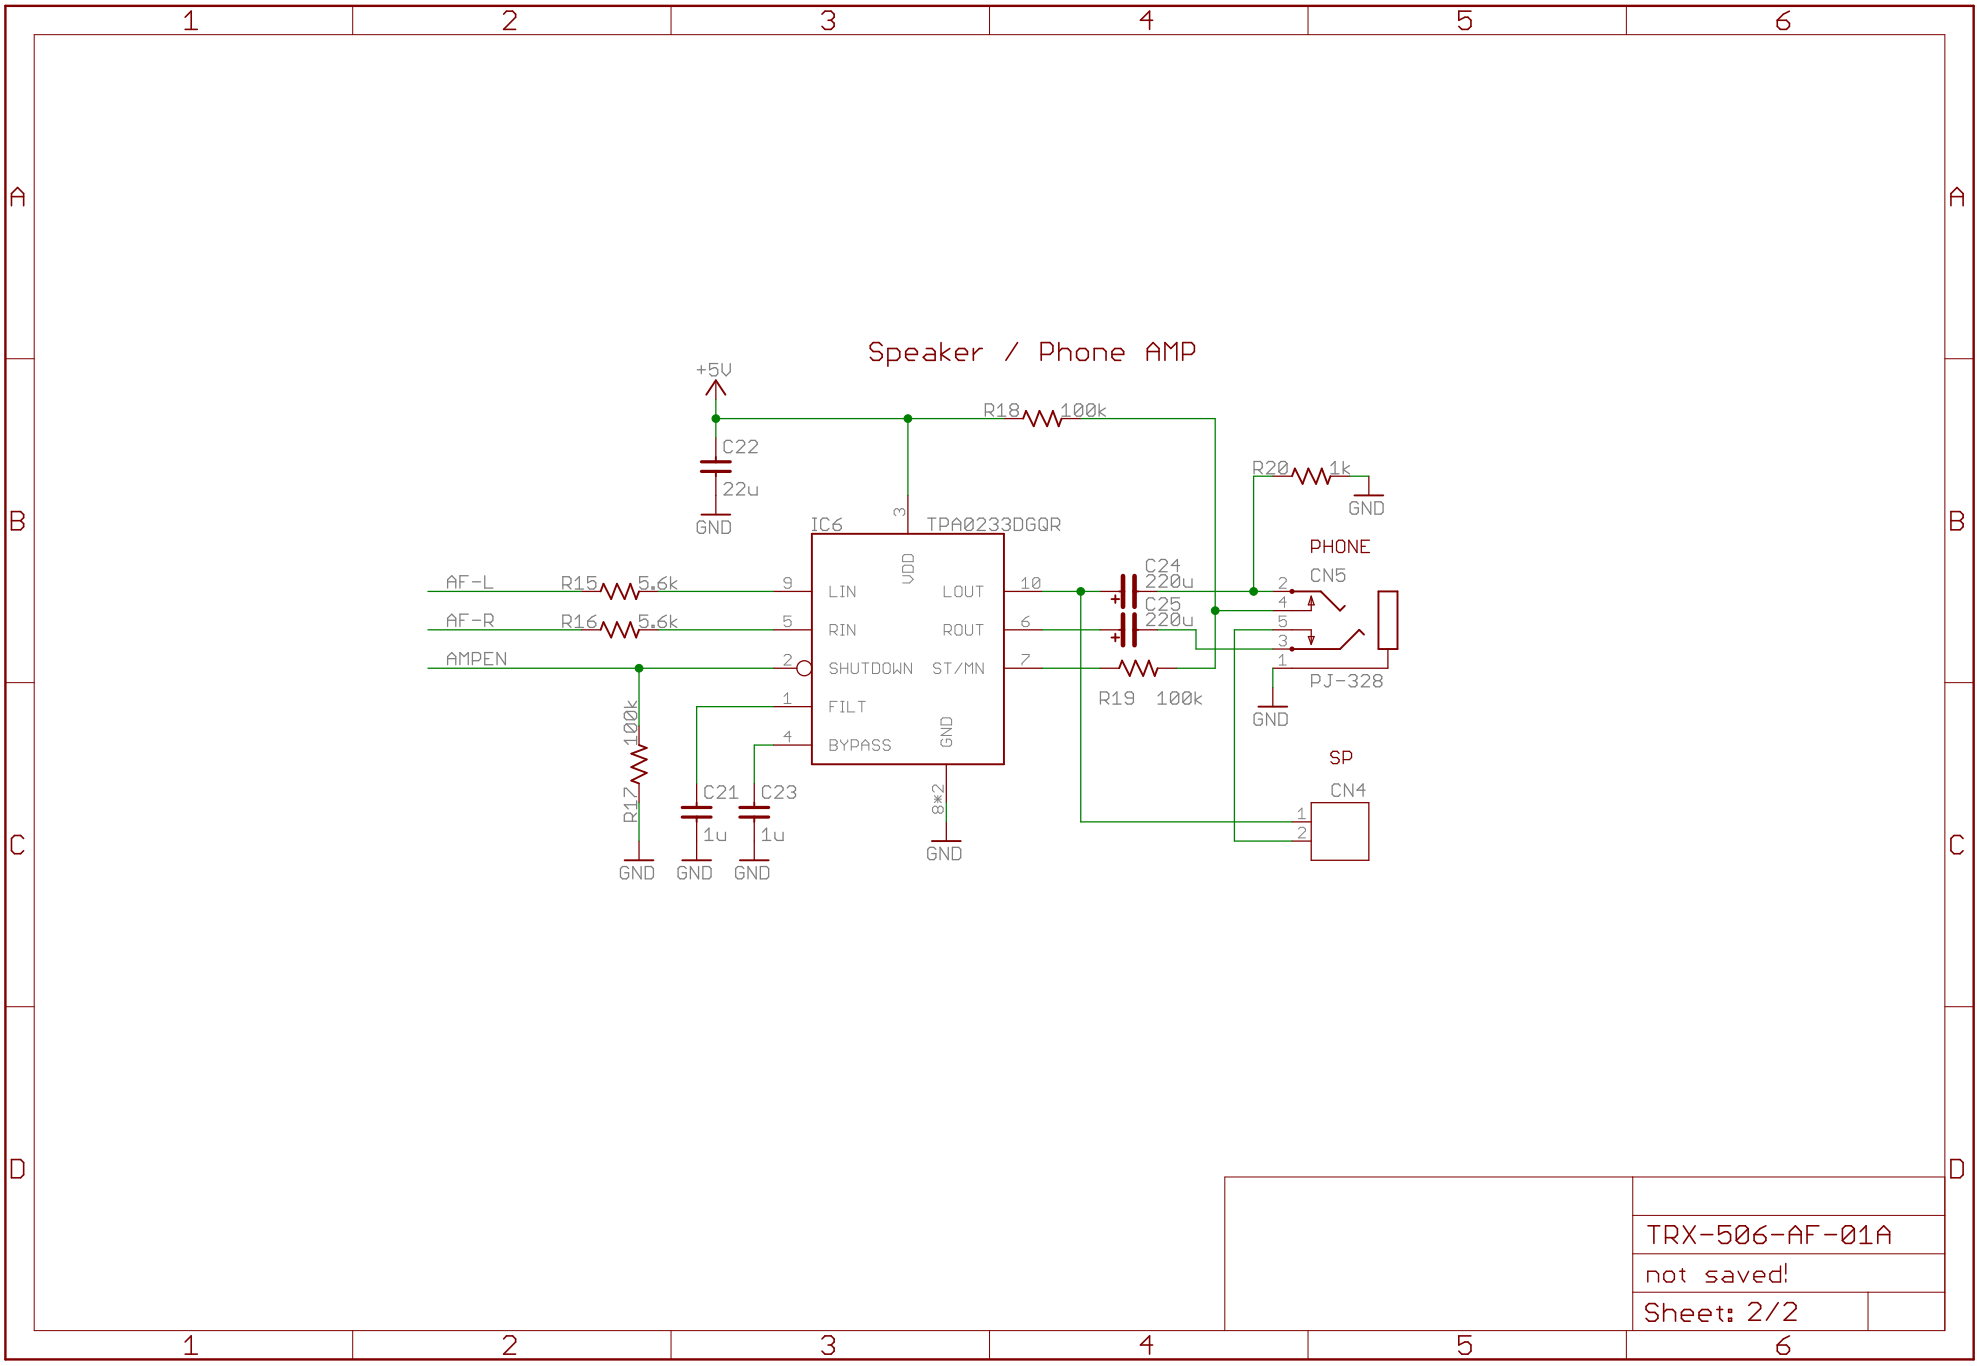 1 2 3 4 5 6
A A
Speaker / Phone AMP
+5V
R18 100k
C22
22u
GND
R20 1k
GND
B B
IC6 TPA0233DGQR
3
VDD
PHONE
CN5
C24
220u
C25
220u
AF-L R15 5.6k 9 LIN LOUT 10 2
4
AF-R R16 5.6k 5 RIN ROUT 6 5
3
AMPEN 2 SHUTDOWN ST/MN 7 1
PJ-328
R19 100k
GND
1 FILT
4 BYPASS
GND
8*2
GND
R17 100k
GND
C21
1u
GND
C23
1u
GND
SP
CN4
1
2
C C
D D
TRX-506-AF-01A
not saved!
Sheet: 2/2
1 2 3 4 5 6